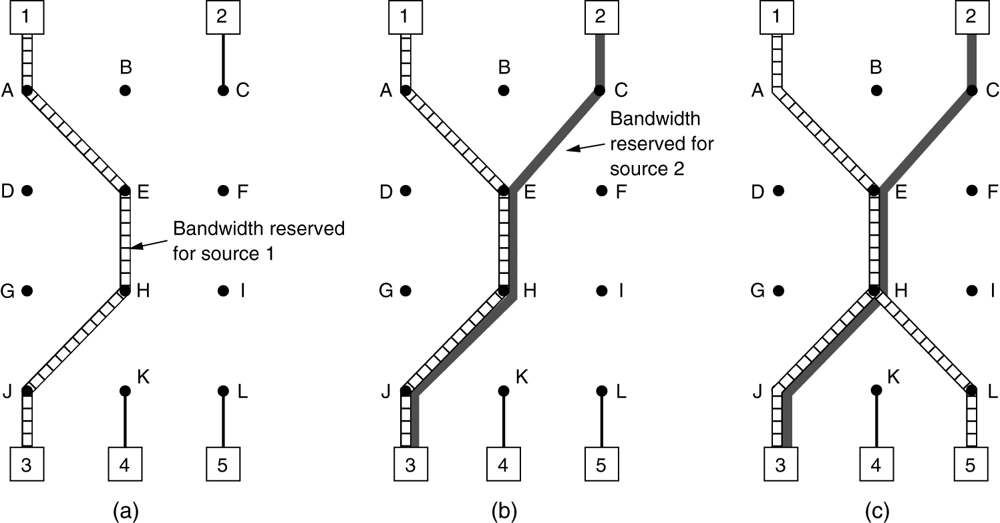 1
2
B
A
C
D
E
F
Bandwidth reserved
for source 1
G
H
I
K
J
L
3
4
5
(a)
1
2
B
A
C
Bandwidth
reserved for
source 2
D
E
F
G
H
I
K
J
L
3
4
5
(b)
1
2
B
A
C
D
E
F
G
H
I
K
J
L
3
4
5
(c)